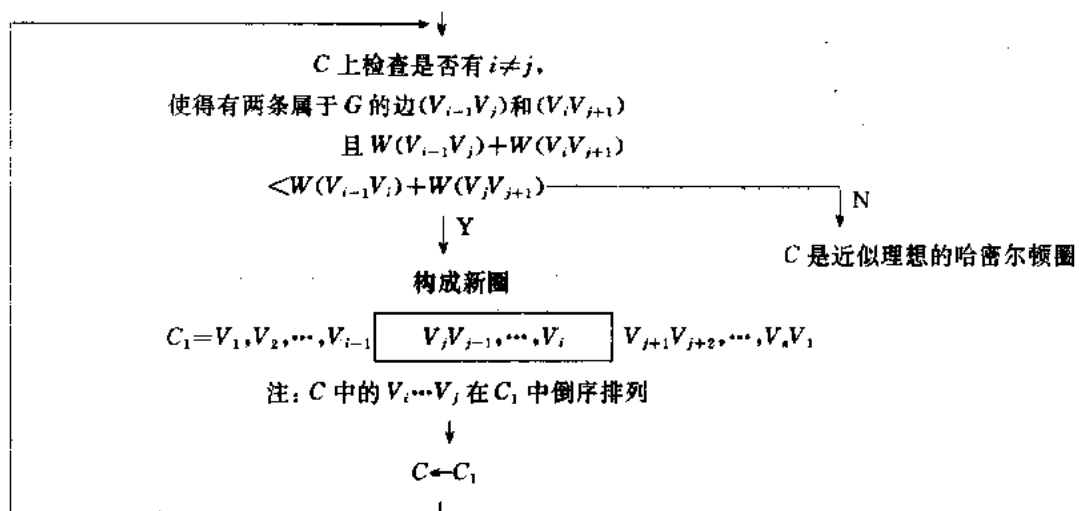 C 上检查是否有 i≠j,
使得有两条属于 G 的边(V_{i-1}V_j)和(V_iV_{j+1})
且 W(V_{i-1}V_j)+W(V_iV_{j+1})
<W(V_{i-1}V_i)+W(V_jV_{j+1})
N
Y
C 是近似理想的哈密尔顿圈
构成新圈
C_1=V_1,V_2,⋯,V_{i-1} V_jV_{j-1},⋯,V_i V_{j+1}V_{j+2},⋯,V_nV_1
注: C 中的 V_i⋯V_j 在 C_1 中倒序排列
C←C_1